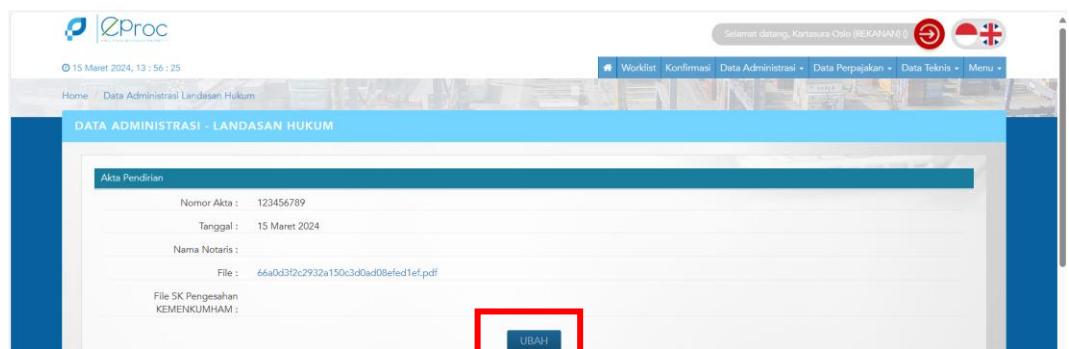 eProc
Selamat datang, Kartasura Oslo (REKANAN) ()
15 Maret 2024, 13 : 56 : 25
Worklist Konfirmasi Data Administrasi Data Perpajakan Data Teknis Menu
Home / Data Administrasi Landasan Hukum
DATA ADMINISTRASI - LANDASAN HUKUM
Akta Pendirian
Nomor Akta : 123456789
Tanggal : 15 Maret 2024
Nama Notaris :
File : 66a0d3f2c2932a150c3d0ad08efed1ef.pdf
File SK Pengesahan
KEMENKUMHAM :
UBAH